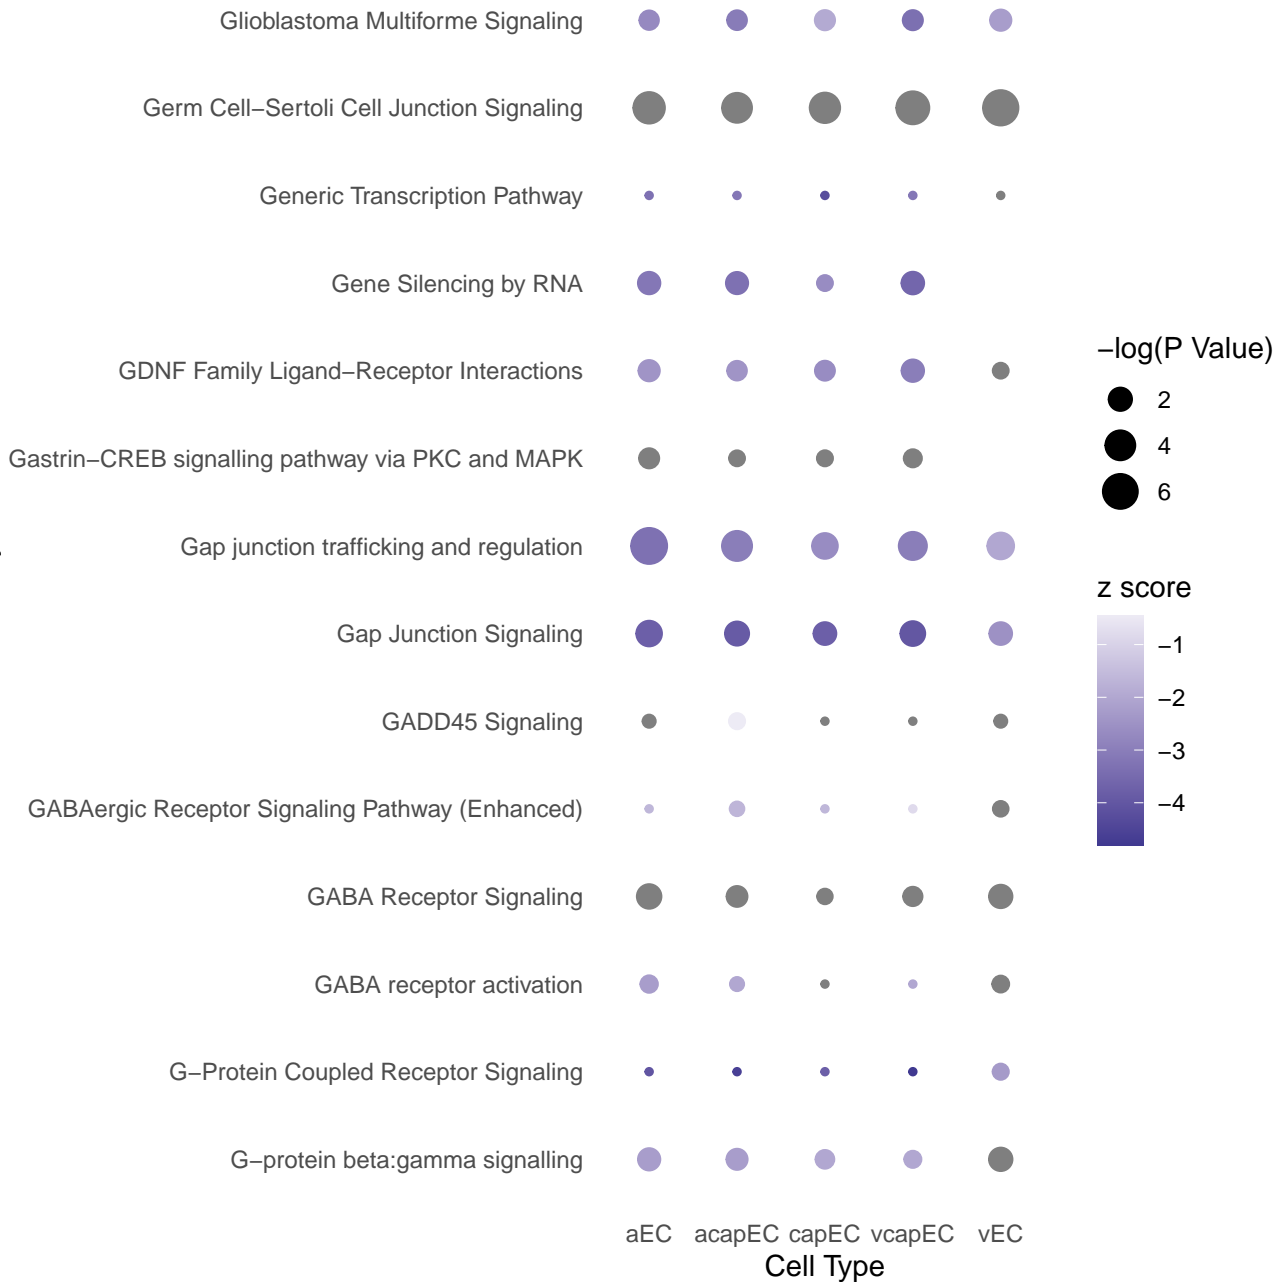 Glioblastoma Multiforme Signaling
Germ Cell−Sertoli Cell Junction Signaling
Generic Transcription Pathway
Gene Silencing by RNA
GDNF Family Ligand−Receptor Interactions
Gastrin−CREB signalling pathway via PKC and MAPK
Gap junction trafficking and regulation
Gap Junction Signaling
GADD45 Signaling
GABAergic Receptor Signaling Pathway (Enhanced)
GABA Receptor Signaling
GABA receptor activation
G−Protein Coupled Receptor Signaling
G−protein beta:gamma signalling
aEC acapEC capEC vcapEC vEC
Cell Type
−log(P Value)
2
4
6
z score
−1
−2
−3
−4